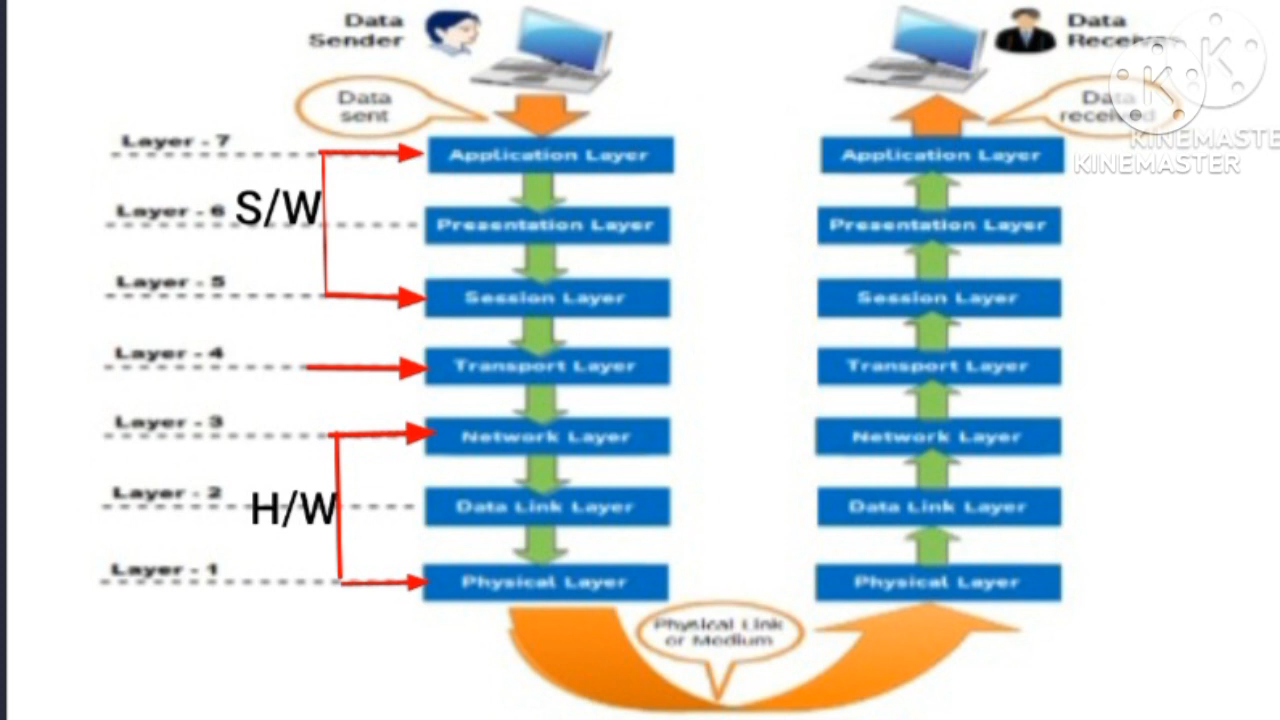 Data
Sender
Data
Receiver
Data
sent
Data
received
Layer - 7
Application Layer
Application Layer
KINEMASTE
KINEMASTER
S/W
Layer - 6
Presentation Layer
Presentation Layer
Layer - 5
Session Layer
Session Layer
Layer - 4
Transport Layer
Transport Layer
Layer - 3
Network Layer
Network Layer
H/W
Layer - 2
Data Link Layer
Data Link Layer
Layer - 1
Physical Layer
Physical Layer
Physical Link
or Medium